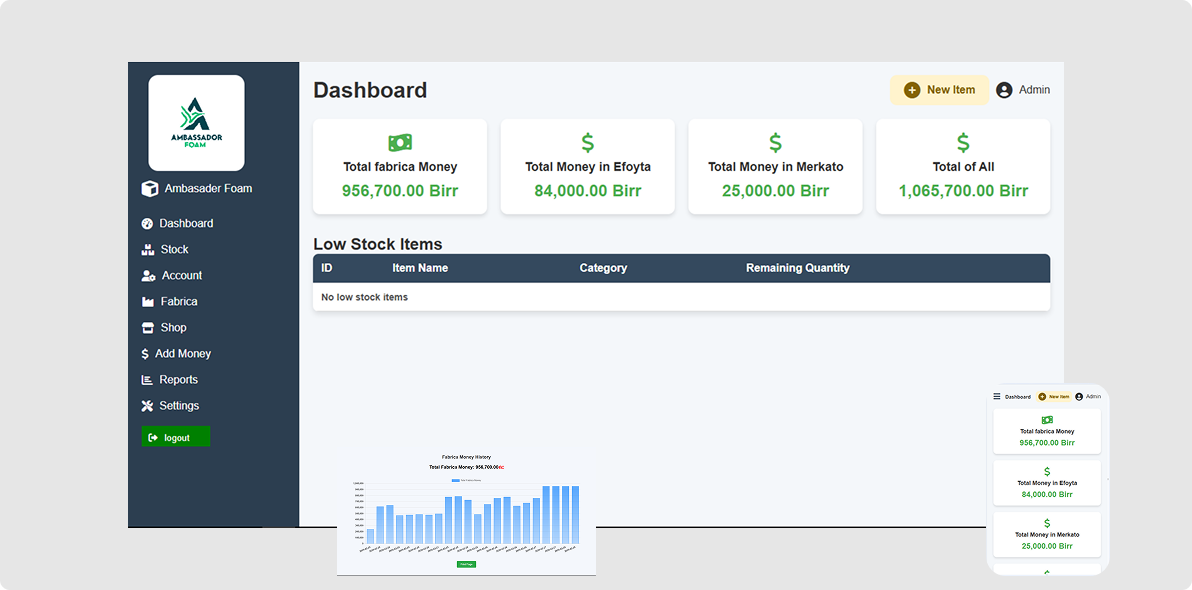 AMBASSADOR
FOAM
Ambasader Foam
Dashboard
Stock
Account
Fabrica
Shop
Add Money
Reports
Settings
logout
Dashboard
New Item
Admin
Total fabrica Money
956,700.00 Birr
Total Money in Efoyta
84,000.00 Birr
Total Money in Merkato
25,000.00 Birr
Total of All
1,065,700.00 Birr
Low Stock Items
ID Item Name Category Remaining Quantity
No low stock items
Fabrica Money History
Total Fabrica Money: 956,700.00
Dashboard New Item Admin
Total fabrica Money
956,700.00 Birr
Total Money in Efoyta
84,000.00 Birr
Total Money in Merkato
25,000.00 Birr